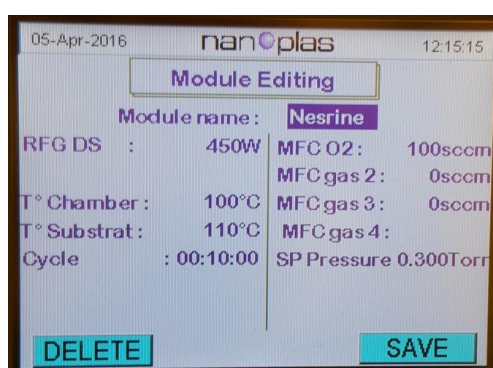 05-Apr-2016 nanoplas 12:15:15
Module Editing
Module name : Nesrine
RFG DS : 450W
T° Chamber : 100°C
T° Substrat : 110°C
Cycle : 00:10:00
MFC O2 : 100sccm
MFC gas 2 : 0sccm
MFC gas 3 : 0sccm
MFC gas 4 :
SP Pressure 0.300Torr
DELETE SAVE